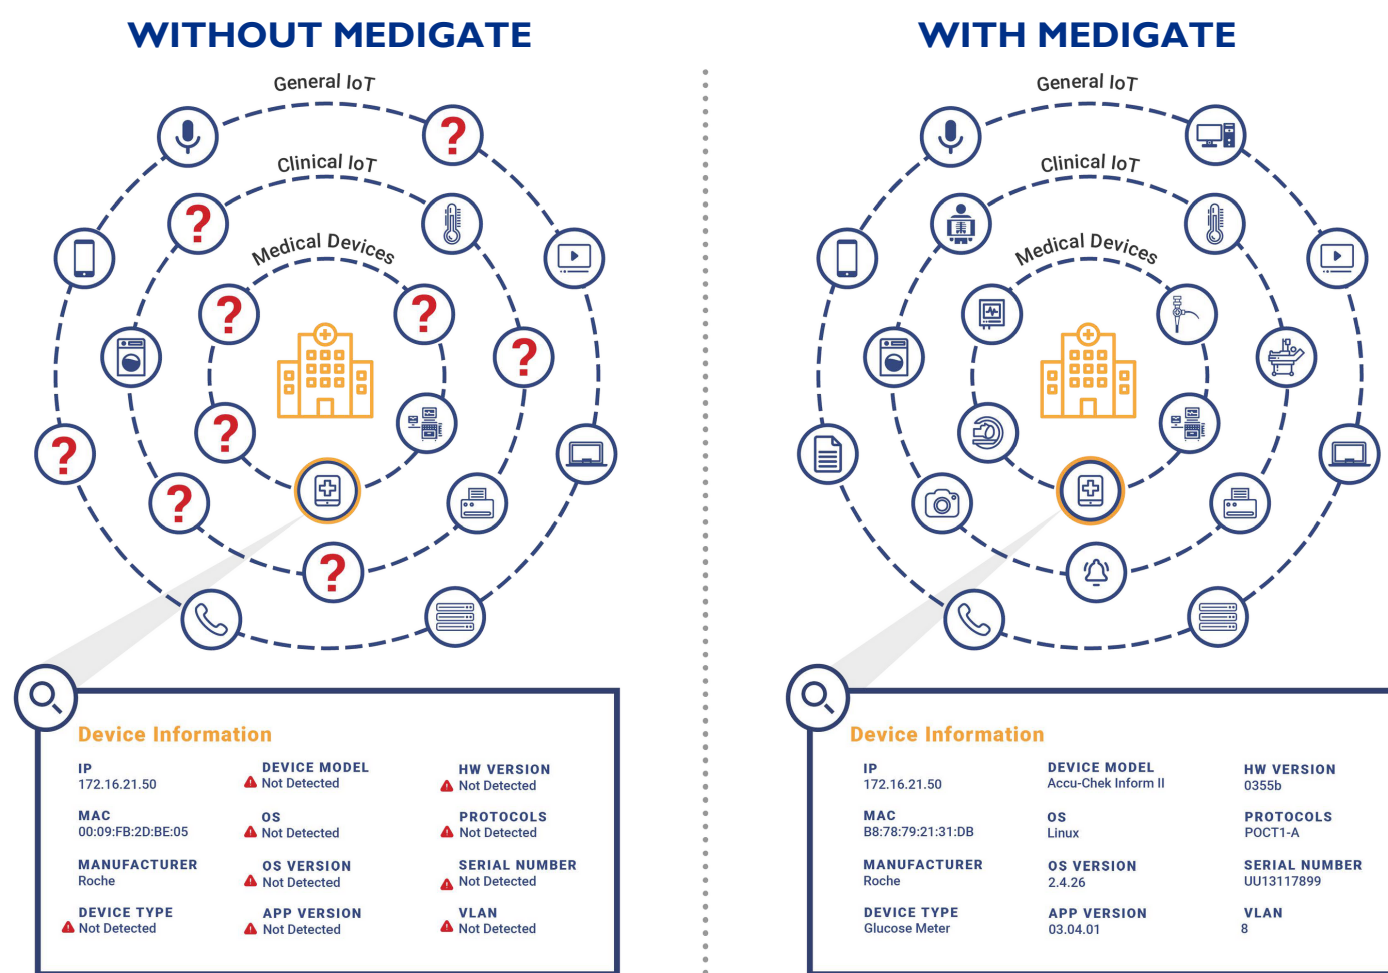 WITHOUT MEDIGATE
General IoT
Clinical IoT
Medical Devices
?
?
?
?
?
?
?
?
?
Device Information
IP
172.16.21.50
DEVICE MODEL
Not Detected
HW VERSION
Not Detected
MAC
00:09:FB:2D:BE:05
OS
Not Detected
PROTOCOLS
Not Detected
MANUFACTURER
Roche
OS VERSION
Not Detected
SERIAL NUMBER
Not Detected
DEVICE TYPE
Not Detected
APP VERSION
Not Detected
VLAN
Not Detected
WITH MEDIGATE
General IoT
Clinical IoT
Medical Devices
Device Information
IP
172.16.21.50
DEVICE MODEL
Accu-Chek Inform II
HW VERSION
0355b
MAC
B8:78:79:21:31:DB
OS
Linux
PROTOCOLS
POCT1-A
MANUFACTURER
Roche
OS VERSION
2.4.26
SERIAL NUMBER
UU13117899
DEVICE TYPE
Glucose Meter
APP VERSION
03.04.01
VLAN
8